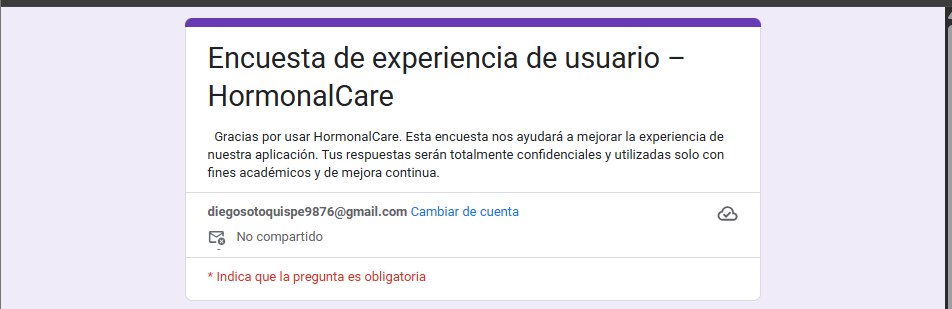 Encuesta de experiencia de usuario –
HormonalCare
Gracias por usar HormonalCare. Esta encuesta nos ayudará a mejorar la experiencia de
nuestra aplicación. Tus respuestas serán totalmente confidenciales y utilizadas solo con
fines académicos y de mejora continua.
diegosotoquispe9876@gmail.com Cambiar de cuenta
No compartido
* Indica que la pregunta es obligatoria